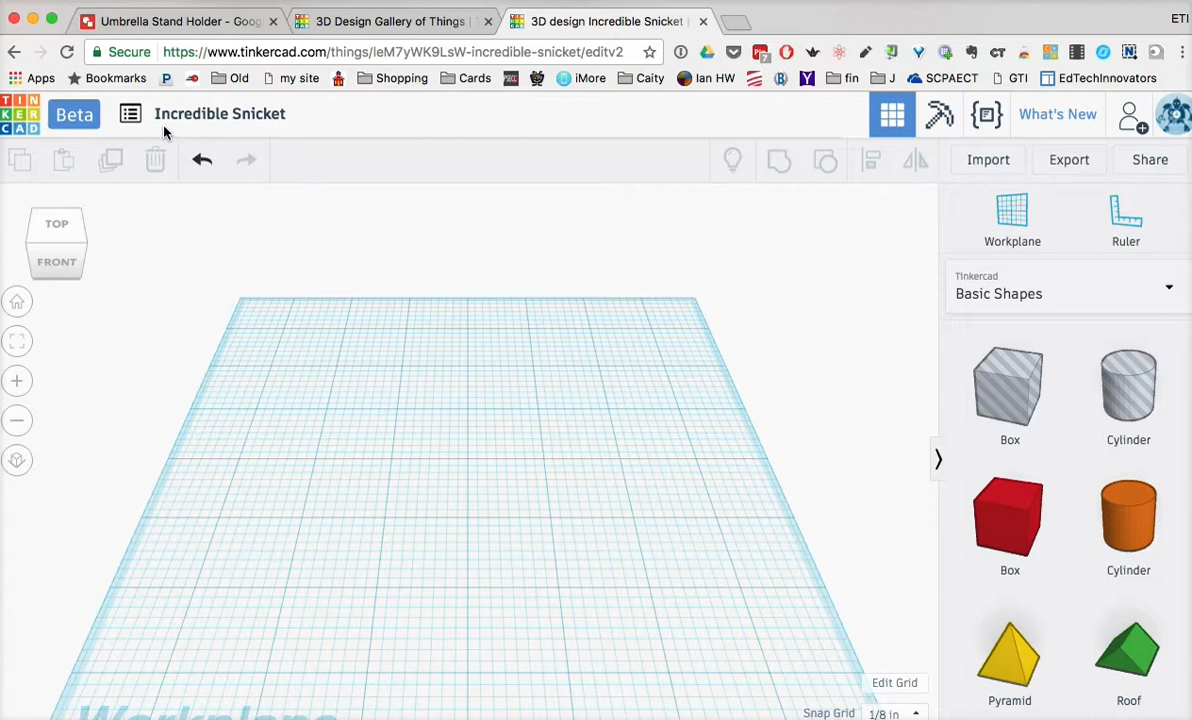 Umbrella Stand Holder - Goog
3D Design Gallery of Things |
3D design Incredible Snicket |
ETI
Secure
https://www.tinkercad.com/things/leM7yWK9LsW-incredible-snicket/editv2
Apps
Bookmarks
Old
my site
Shopping
Cards
iMore
Caity
Ian HW
fin
J
SCPAECT
GTI
EdTechInnovators
TIN
KER
CAD
Beta
Incredible Snicket
What's New
Import
Export
Share
TOP
FRONT
Workplane
Ruler
Tinkercad
Basic Shapes
Box
Cylinder
Box
Cylinder
Pyramid
Roof
Edit Grid
Snap Grid
1/8 in
Workplane